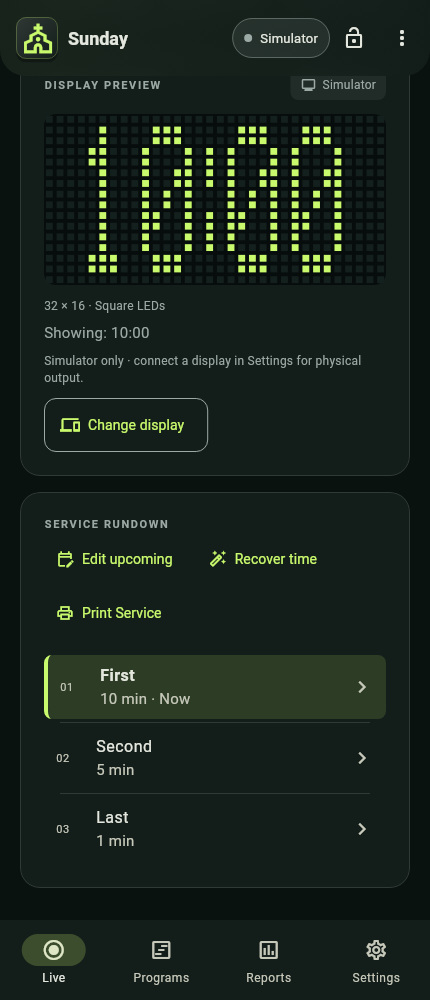 Sunday
Simulator
DISPLAY PREVIEW
Simulator
10:00
32 × 16 · Square LEDs
Showing: 10:00
Simulator only · connect a display in Settings for physical
output.
Change display
SERVICE RUNDOWN
Edit upcoming
Recover time
Print Service
01
First
10 min · Now
02
Second
5 min
03
Last
1 min
Live
Programs
Reports
Settings